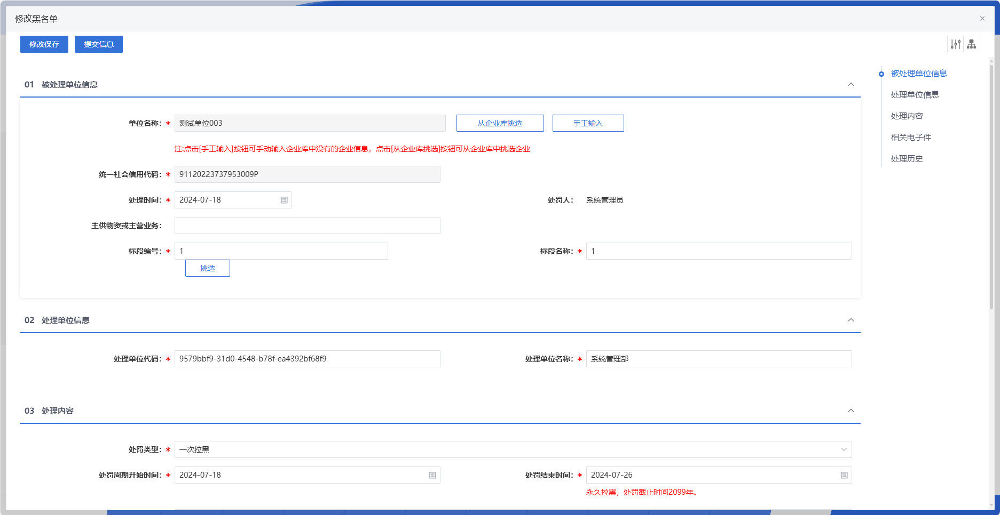 修改黑名单
修改保存 提交信息
01 被处理单位信息
单位名称：* 测试单位003 从企业库挑选 手工输入
注:点击[手工输入]按钮可手动输入企业库中没有的企业信息，点击[从企业库挑选]按钮可从企业库中挑选企业
统一社会信用代码：* 91120223737953009P
处理时间：* 2024-07-18 处罚人： 系统管理员
主供物资或主营业务：
标段编号：* 1 标段名称：* 1
挑选
02 处理单位信息
处理单位代码：* 9579bbf9-31d0-4548-b78f-ea4392bf68f9 处理单位名称：* 系统管理部
03 处理内容
处罚类型：* 一次拉黑
处罚周期开始时间：* 2024-07-18 处罚结束时间：* 2024-07-26
永久拉黑，处罚截止时间2099年。
被处理单位信息
处理单位信息
处理内容
相关电子件
处理历史